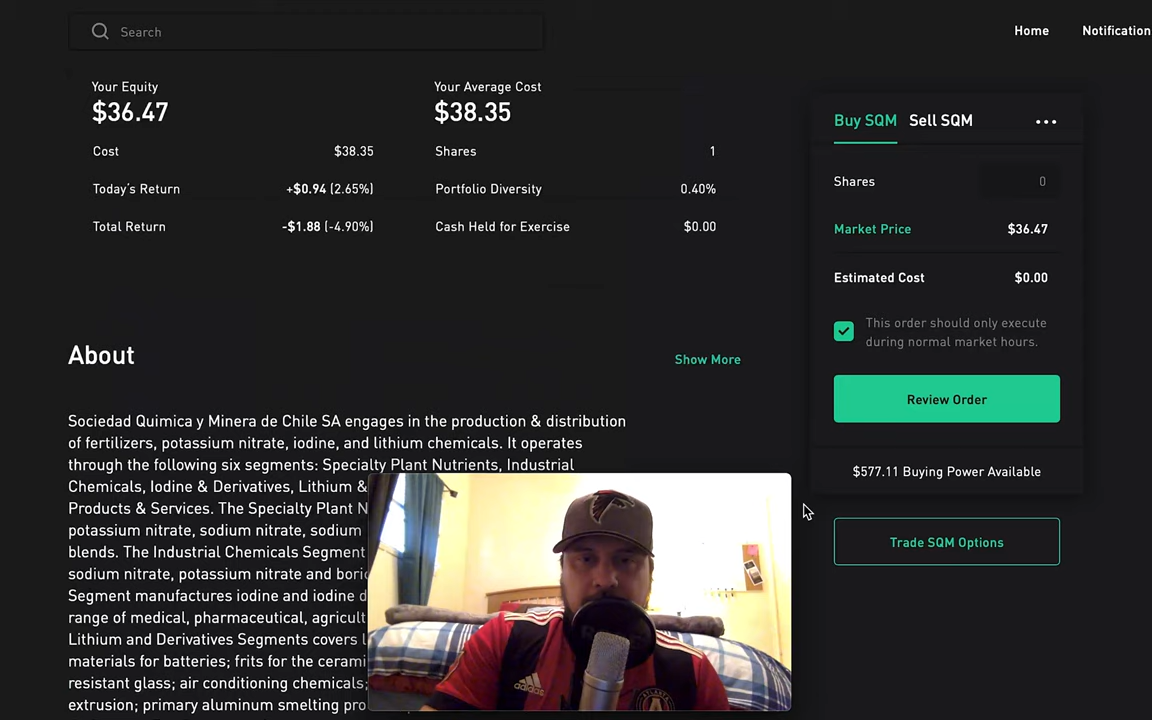 Search
Home
Notification
Your Equity
$36.47
Cost $38.35
Today's Return +$0.94 (2.65%)
Total Return -$1.88 (-4.90%)
Your Average Cost
$38.35
Shares 1
Portfolio Diversity 0.40%
Cash Held for Exercise $0.00
Buy SQM Sell SQM
Shares 0
Market Price $36.47
Estimated Cost $0.00
This order should only execute
during normal market hours.
Review Order
$577.11 Buying Power Available
Trade SQM Options
About
Show More
Sociedad Quimica y Minera de Chile SA engages in the production & distribution
of fertilizers, potassium nitrate, iodine, and lithium chemicals. It operates
through the following six segments: Specialty Plant Nutrients, Industrial
Chemicals, Iodine & Derivatives, Lithium &
Products & Services. The Specialty Plant N
potassium nitrate, sodium nitrate, sodium
blends. The Industrial Chemicals Segment
sodium nitrate, potassium nitrate and bori
Segment manufactures iodine and iodine d
range of medical, pharmaceutical, agricult
Lithium and Derivatives Segments covers l
materials for batteries; frits for the cerami
resistant glass; air conditioning chemicals;
extrusion; primary aluminum smelting pro
adidas